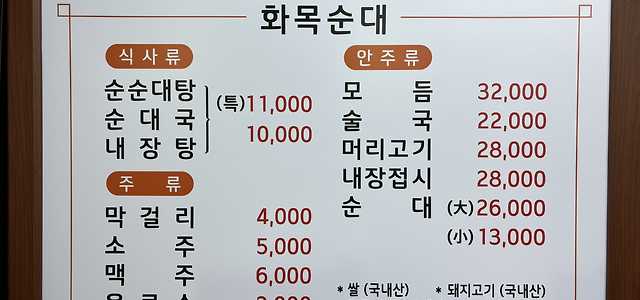 화목순대
식사류
순순대탕
순대국
내장탕
(특)11,000
10,000
주류
막걸리 4,000
소주 5,000
맥주 6,000
안주류
모듬 32,000
술국 22,000
머리고기 28,000
내장접시 28,000
순대 (大)26,000
(小)13,000
*쌀(국내산) *돼지고기(국내산)